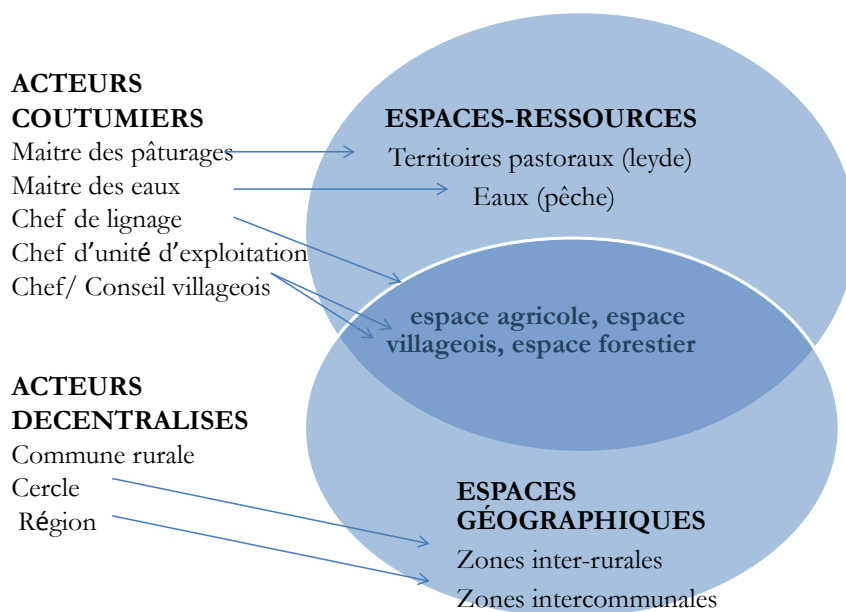 ACTEURS
COUTUMIERS
Maitre des pâturages
Maitre des eaux
Chef de lignage
Chef d'unité d'exploitation
Chef/ Conseil villageois
ESPACES-RESSOURCES
Territoires pastoraux (leyde)
Eaux (pêche)
espace agricole, espace
villageois, espace forestier
ACTEURS
DECENTRALISES
Commune rurale
Cercle
Région
ESPACES
GÉOGRAPHIQUES
Zones inter-rurales
Zones intercommunales